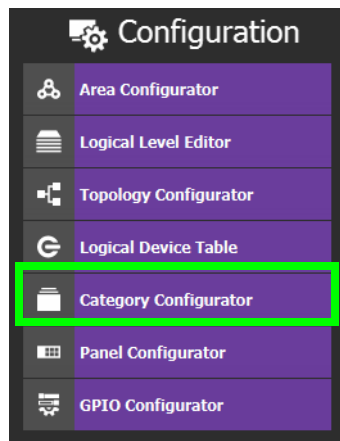 Configuration
Area Configurator
Logical Level Editor
Topology Configurator
Logical Device Table
Category Configurator
Panel Configurator
GPIO Configurator